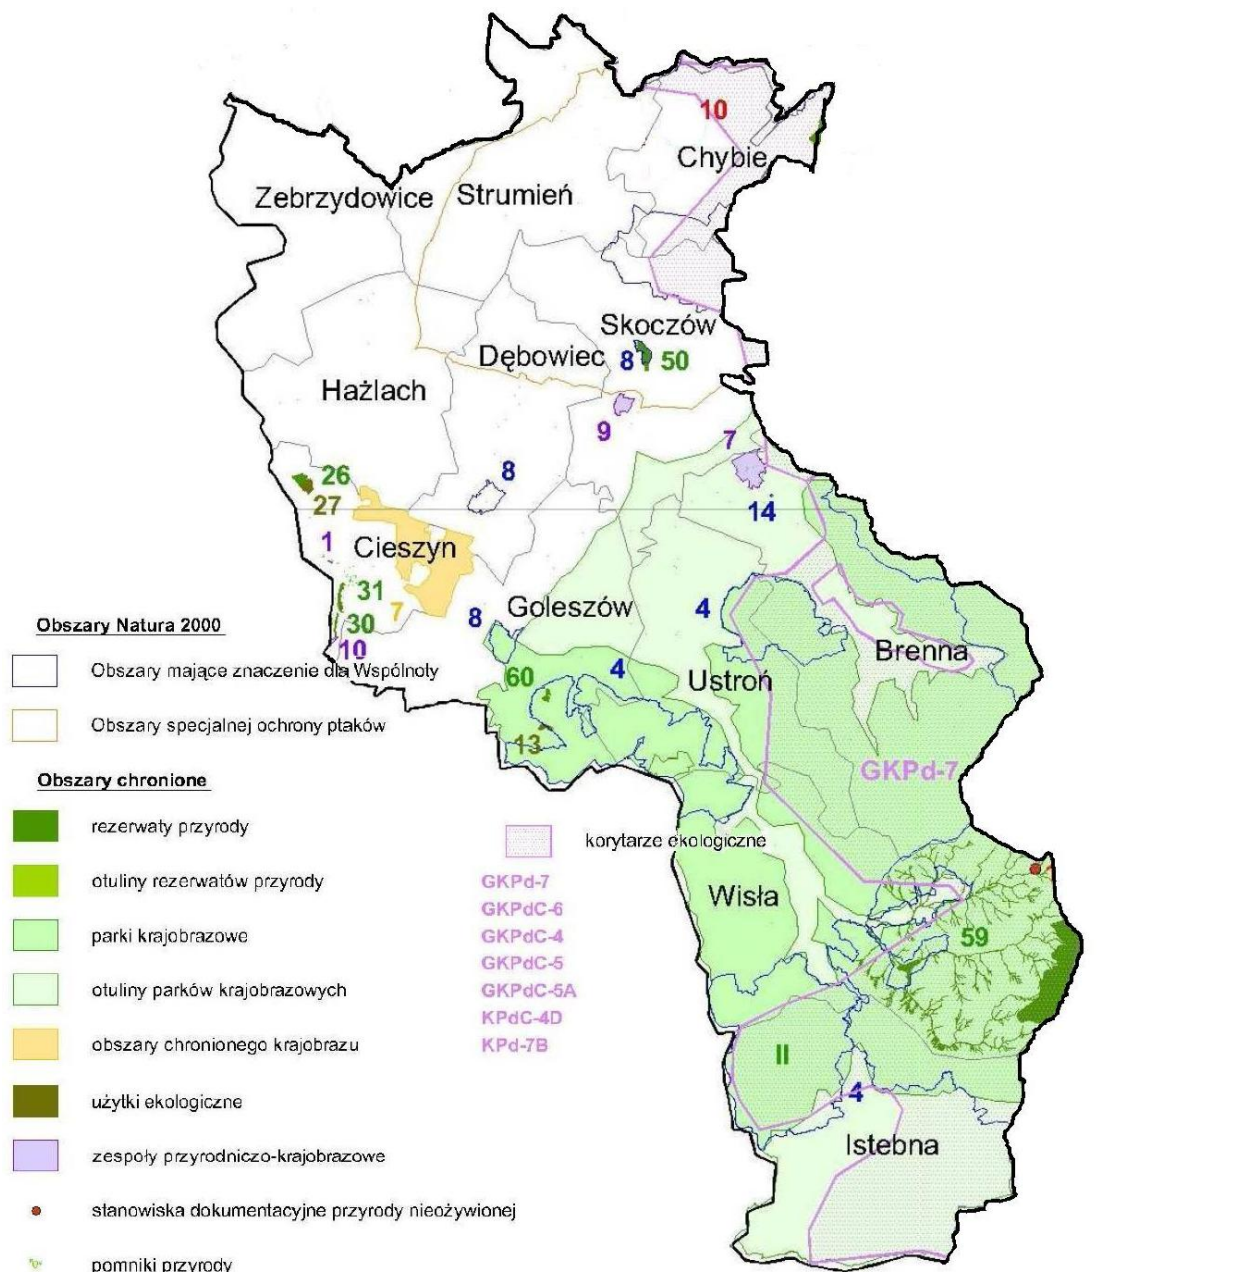 10
Chybie
Zebrzydowice
Strumień
Skoczów
Dębowiec
8
50
Hażlach
9
7
26
8
27
14
1
Cieszyn
31
7
30
10
8
Goleszów
4
Brenna
60
4
Ustroń
13
GKPd-7
Wisła
59
II
4
Istebna
Obszary Natura 2000
Obszary mające znaczenie dla Wspólnoty
Obszary specjalnej ochrony ptaków
Obszary chronione
rezerwaty przyrody
otuliny rezerwatów przyrody
parki krajobrazowe
otuliny parków krajobrazowych
obszary chronionego krajobrazu
użytki ekologiczne
zespoły przyrodniczo-krajobrazowe
stanowiska dokumentacyjne przyrody nieożywionej
pomniki przyrody
korytarze ekologiczne
GKPd-7
GKPdC-6
GKPdC-4
GKPdC-5
GKPdC-5A
KPdC-4D
KPd-7B